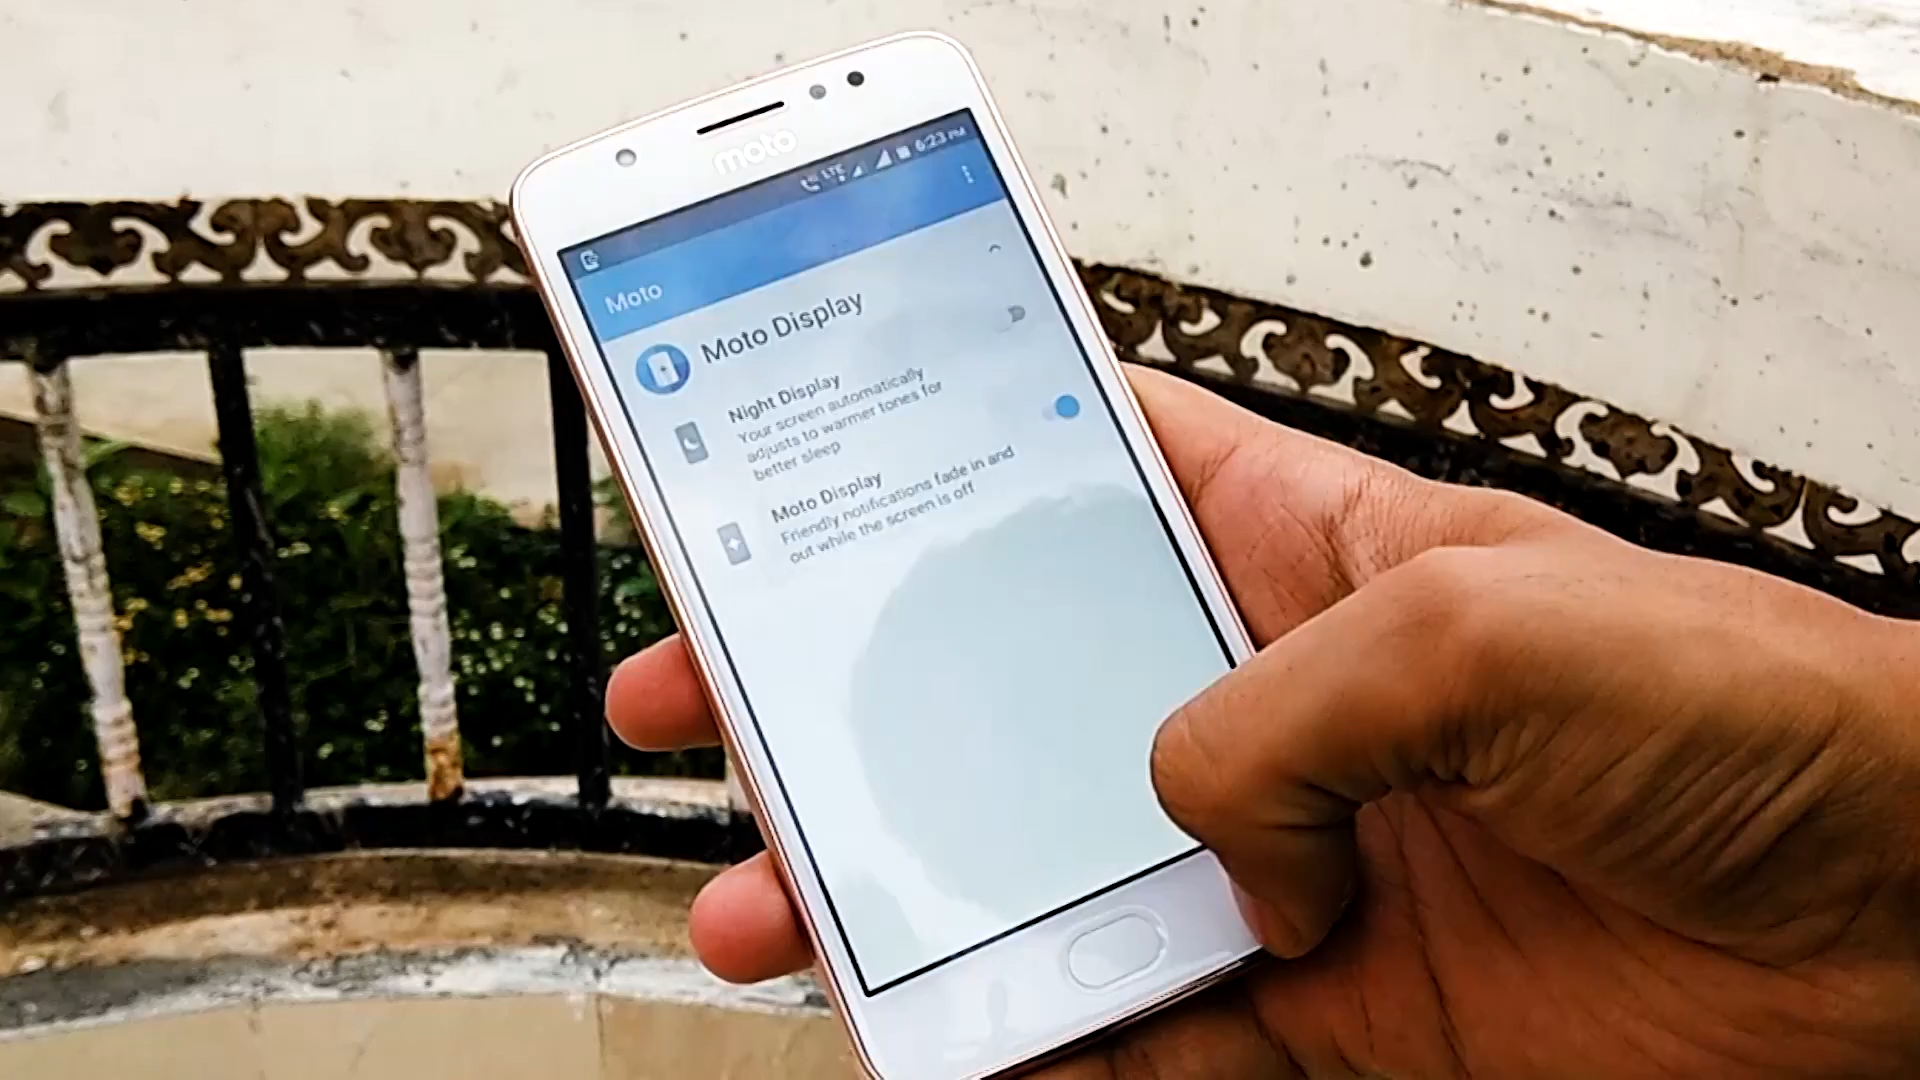 moto
LTE 6:23 PM
Moto
Moto Display
Night Display
Your screen automatically
adjusts to warmer tones for
better sleep
Moto Display
Friendly notifications fade in and
out while the screen is off